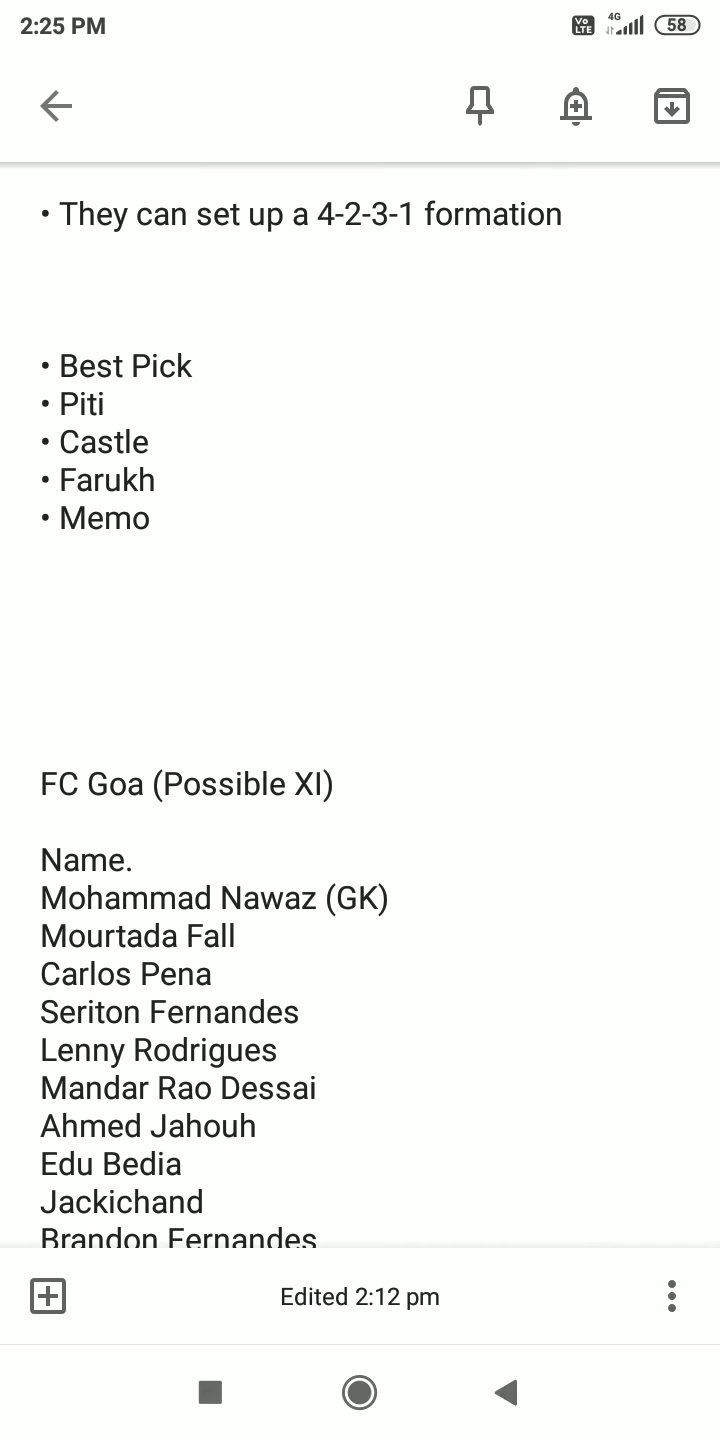 2:25 PM
Vo LTE 4G 58
• They can set up a 4-2-3-1 formation
• Best Pick
• Piti
• Castle
• Farukh
• Memo
FC Goa (Possible XI)
Name.
Mohammad Nawaz (GK)
Mourtada Fall
Carlos Pena
Seriton Fernandes
Lenny Rodrigues
Mandar Rao Dessai
Ahmed Jahouh
Edu Bedia
Jackichand
Brandon Fernandes
Edited 2:12 pm